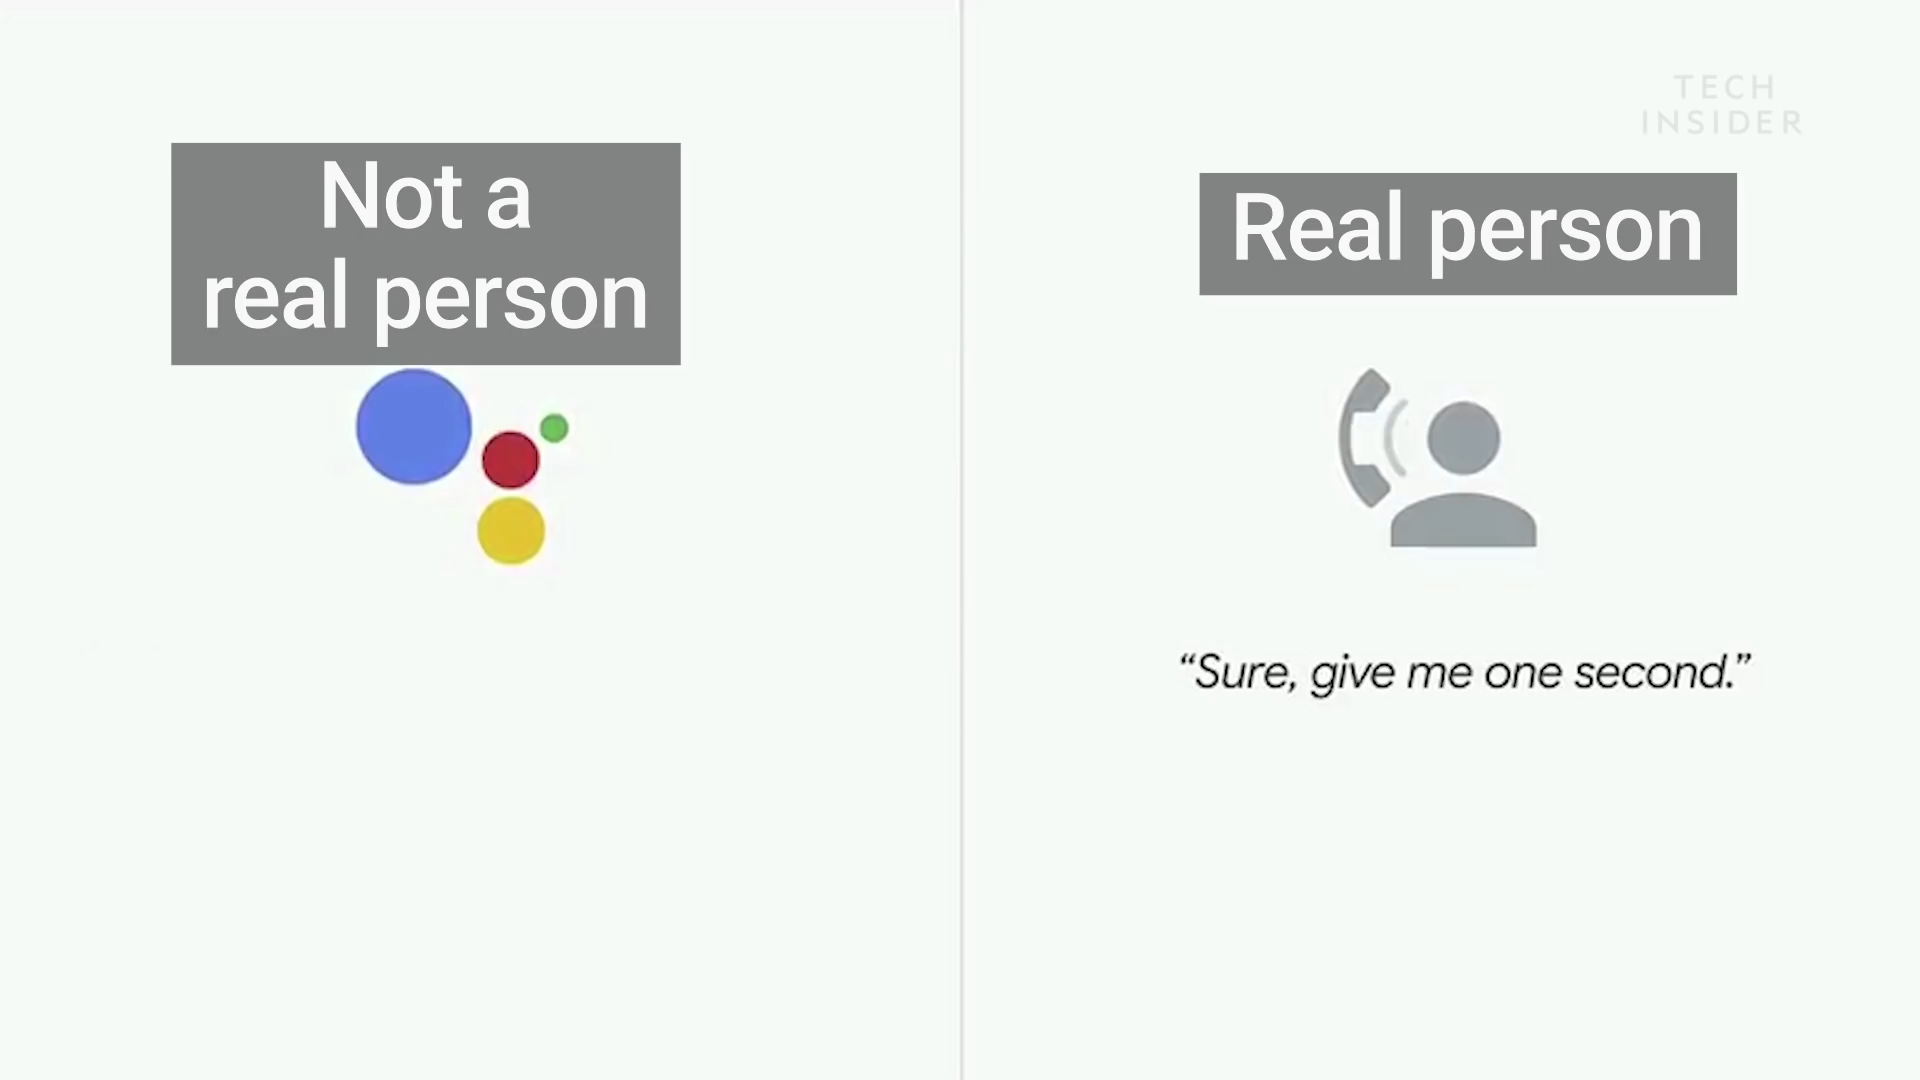 Not a
real person
TECH
INSIDER
Real person
“Sure, give me one second.”